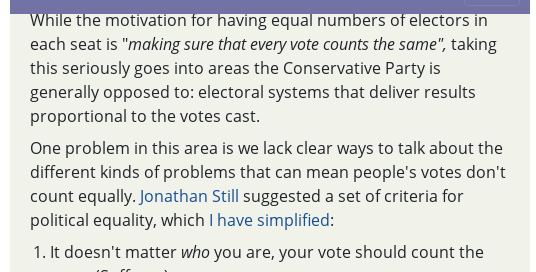 While the motivation for having equal numbers of electors in
each seat is "making sure that every vote counts the same", taking
this seriously goes into areas the Conservative Party is
generally opposed to: electoral systems that deliver results
proportional to the votes cast.
One problem in this area is we lack clear ways to talk about the
different kinds of problems that can mean people's votes don't
count equally. Jonathan Still suggested a set of criteria for
political equality, which I have simplified:
1. It doesn't matter who you are, your vote should count the